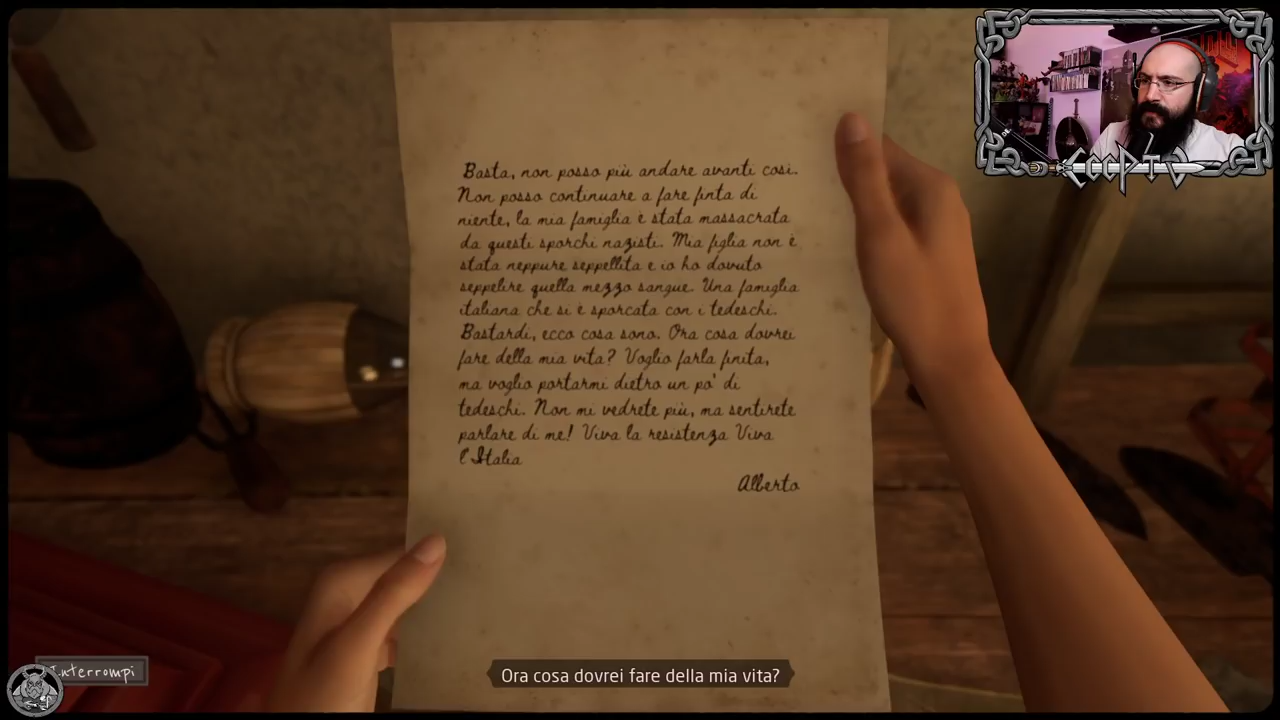 Basta, non posso più andare avanti così.
Non posso continuare a fare finta di
niente, la mia famiglia è stata massacrata
da questi sporchi nazisti. Mia figlia non è
stata neppure seppellita e io ho dovuto
seppelire quella mezzo sangue. Una famiglia
italiana che si è sporcata con i tedeschi.
Bastardi, ecco cosa sono. Ora cosa dovrei
fare della mia vita? Voglio farla finita,
ma voglio portarmi dietro un po' di
tedeschi. Non mi vedrete più, ma sentirete
parlare di me! Viva la resistenza Viva
l'Italia
Alberto
Interrompi
Ora cosa dovrei fare della mia vita?